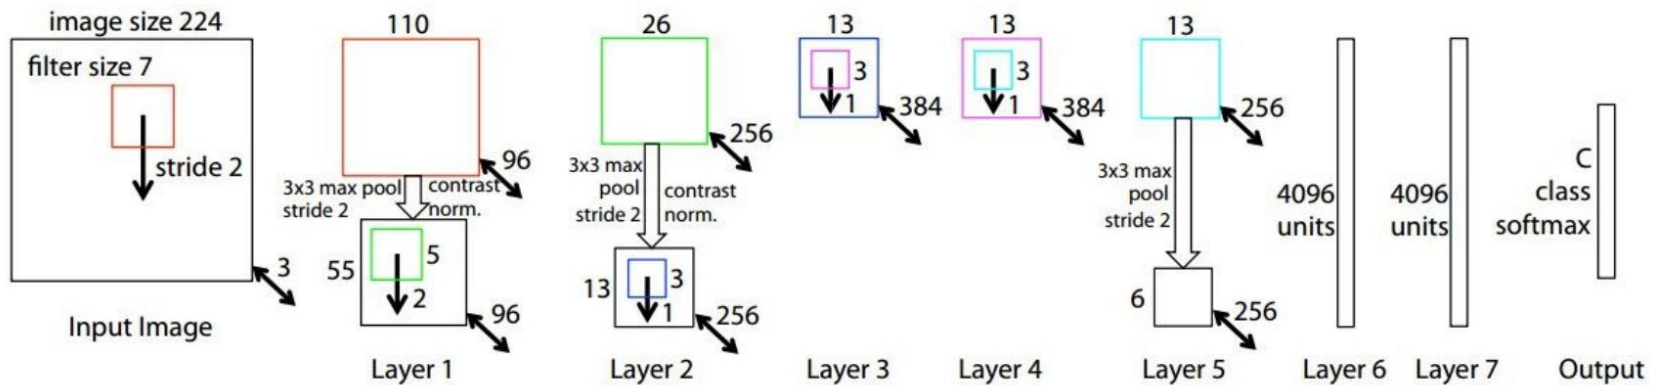 image size 224
filter size 7
stride 2
3
Input Image
110
96
3x3 max pool
stride 2
contrast
norm.
55
5
2
96
Layer 1
26
256
3x3 max
pool
stride 2
contrast
norm.
13
3
1
256
Layer 2
13
3
1
384
Layer 3
13
3
1
384
Layer 4
13
256
3x3 max
pool
stride 2
6
256
Layer 5
4096
units
Layer 6
4096
units
Layer 7
C
class
softmax
Output